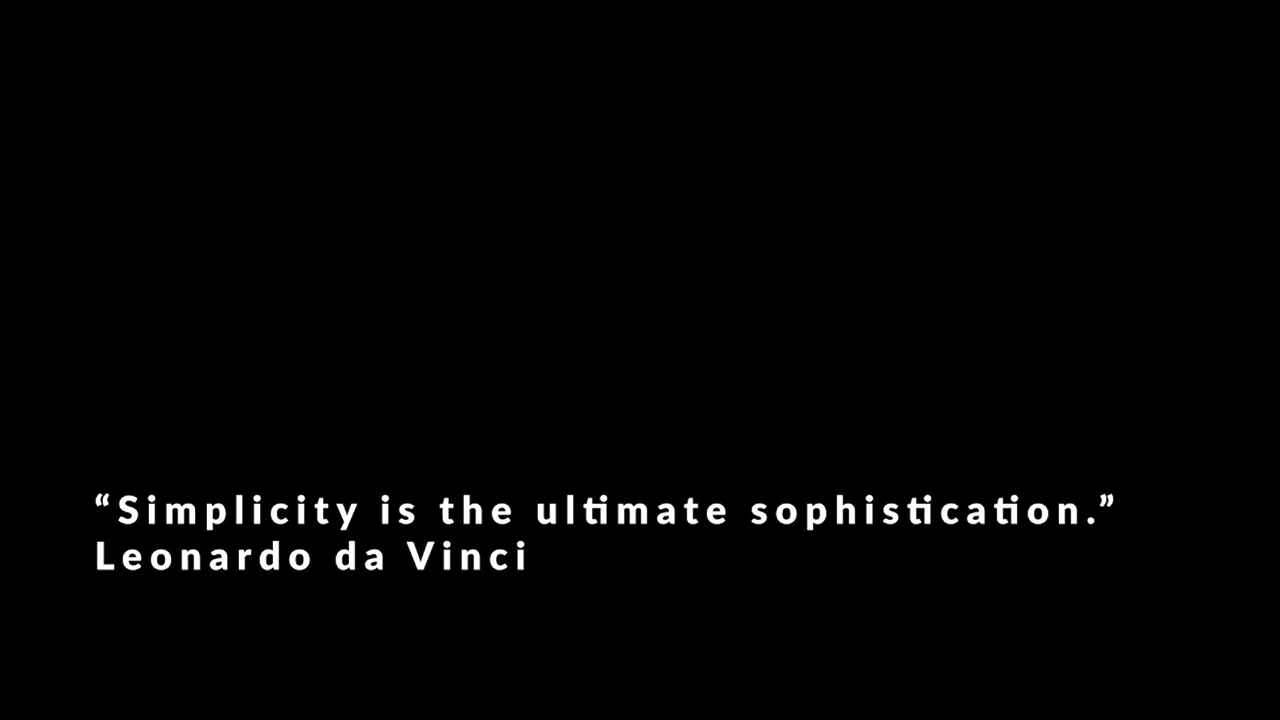 “Simplicity is the ultimate sophistication.”
Leonardo da Vinci